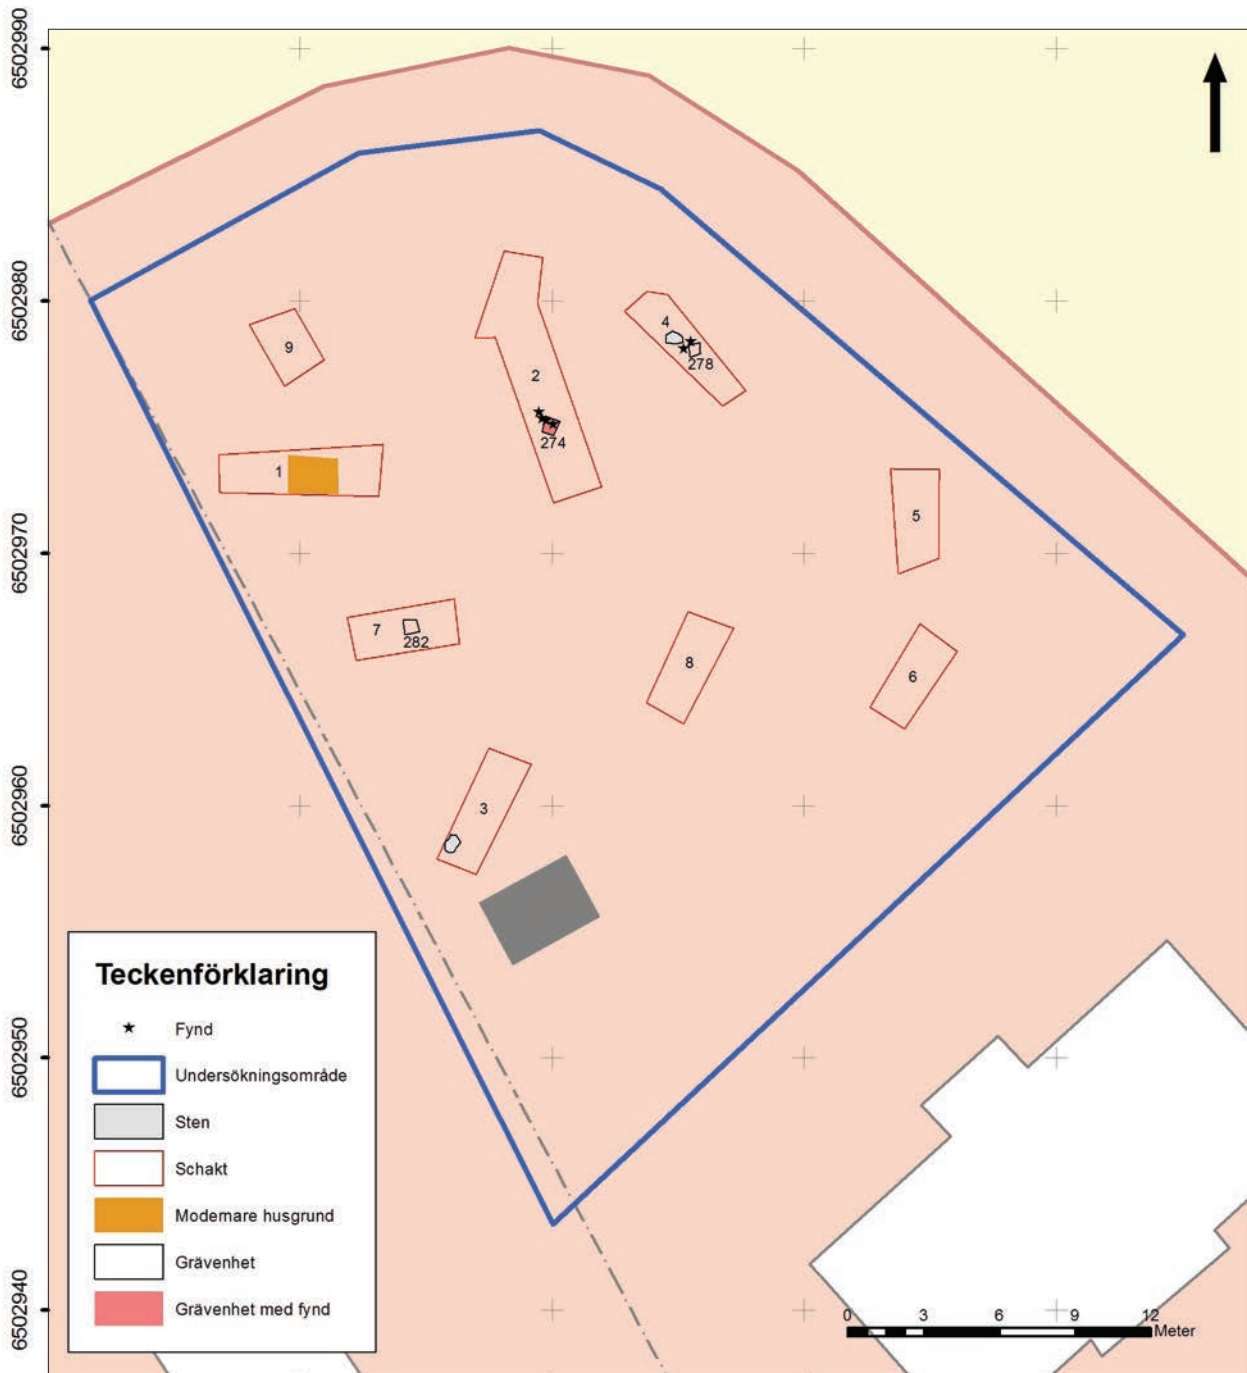 6502990
6502980
6502970
6502960
6502950
6502940
9
2
4
278
274
1
5
7
282
8
6
3
Teckenförklaring
Fynd
Undersökningsområde
Sten
Schakt
Modernare husgrund
Grävenhet
Grävenhet med fynd
0 3 6 9 12
Meter